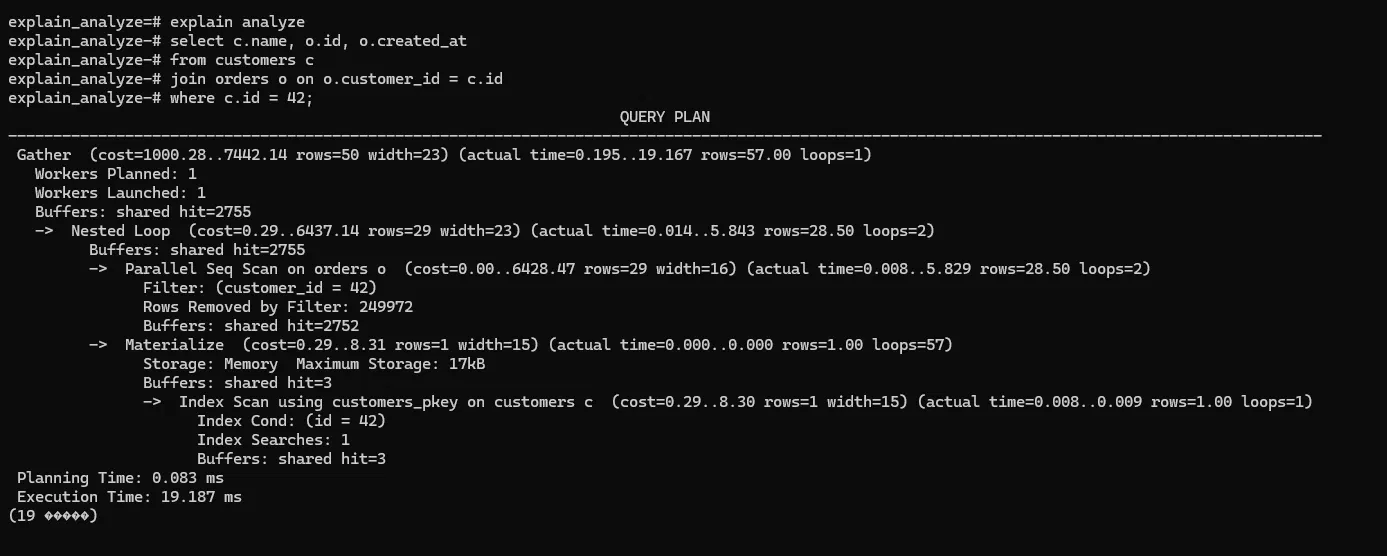 explain_analyze=# explain analyze
explain_analyze-# select c.name, o.id, o.created_at
explain_analyze-# from customers c
explain_analyze-# join orders o on o.customer_id = c.id
explain_analyze-# where c.id = 42;
QUERY PLAN
Gather  (cost=1000.28..7442.14 rows=50 width=23) (actual time=0.195..19.167 rows=57.00 loops=1)
Workers Planned: 1
Workers Launched: 1
Buffers: shared hit=2755
->  Nested Loop  (cost=0.29..6437.14 rows=29 width=23) (actual time=0.014..5.843 rows=28.50 loops=2)
Buffers: shared hit=2755
->  Parallel Seq Scan on orders o  (cost=0.00..6428.47 rows=29 width=16) (actual time=0.008..5.829 rows=28.50 loops=2)
Filter: (customer_id = 42)
Rows Removed by Filter: 249972
Buffers: shared hit=2752
->  Materialize  (cost=0.29..8.31 rows=1 width=15) (actual time=0.000..0.000 rows=1.00 loops=57)
Storage: Memory  Maximum Storage: 17kB
Buffers: shared hit=3
->  Index Scan using customers_pkey on customers c  (cost=0.29..8.30 rows=1 width=15) (actual time=0.008..0.009 rows=1.00 loops=1)
Index Cond: (id = 42)
Index Searches: 1
Buffers: shared hit=3
Planning Time: 0.083 ms
Execution Time: 19.187 ms
(19 �����)